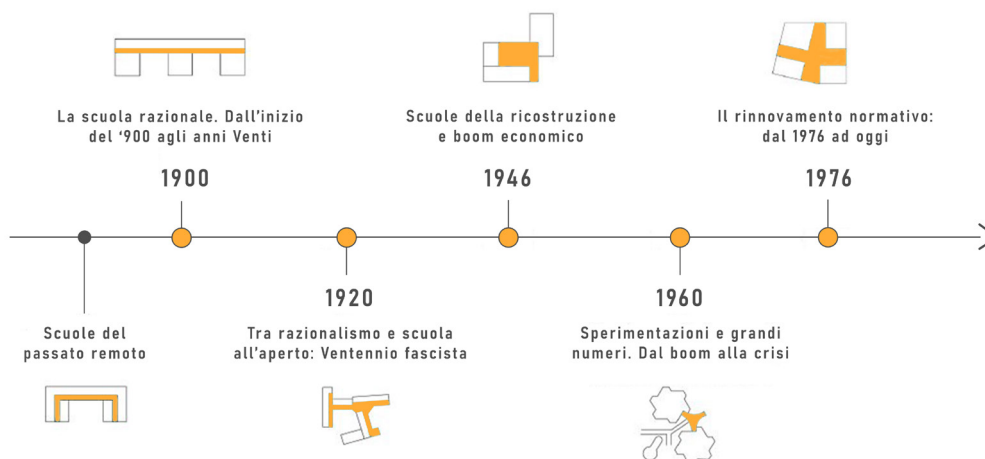 La scuola razionale. Dall'inizio
del '900 agli anni Venti
1900
Scuole della ricostruzione
e boom economico
1946
Il rinnovamento normativo:
dal 1976 ad oggi
1976
Scuole del
passato remoto
1920
Tra razionalismo e scuola
all'aperto: Ventennio fascista
1960
Sperimentazioni e grandi
numeri. Dal boom alla crisi